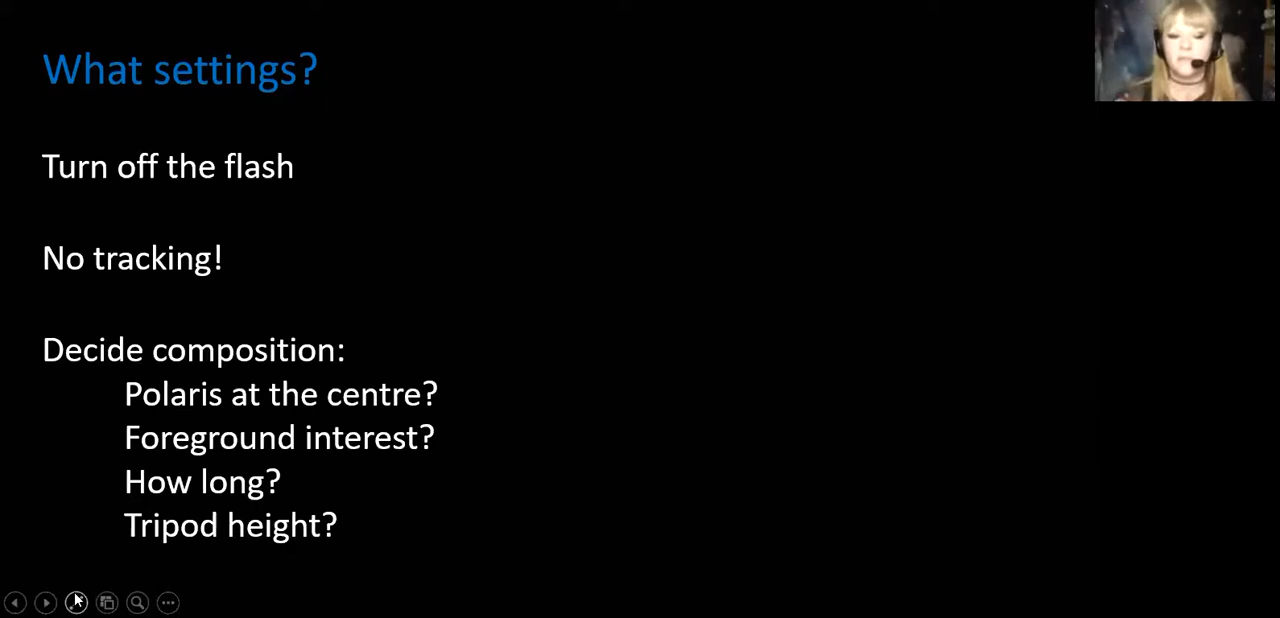 What settings?
Turn off the flash
No tracking!
Decide composition:
Polaris at the centre?
Foreground interest?
How long?
Tripod height?